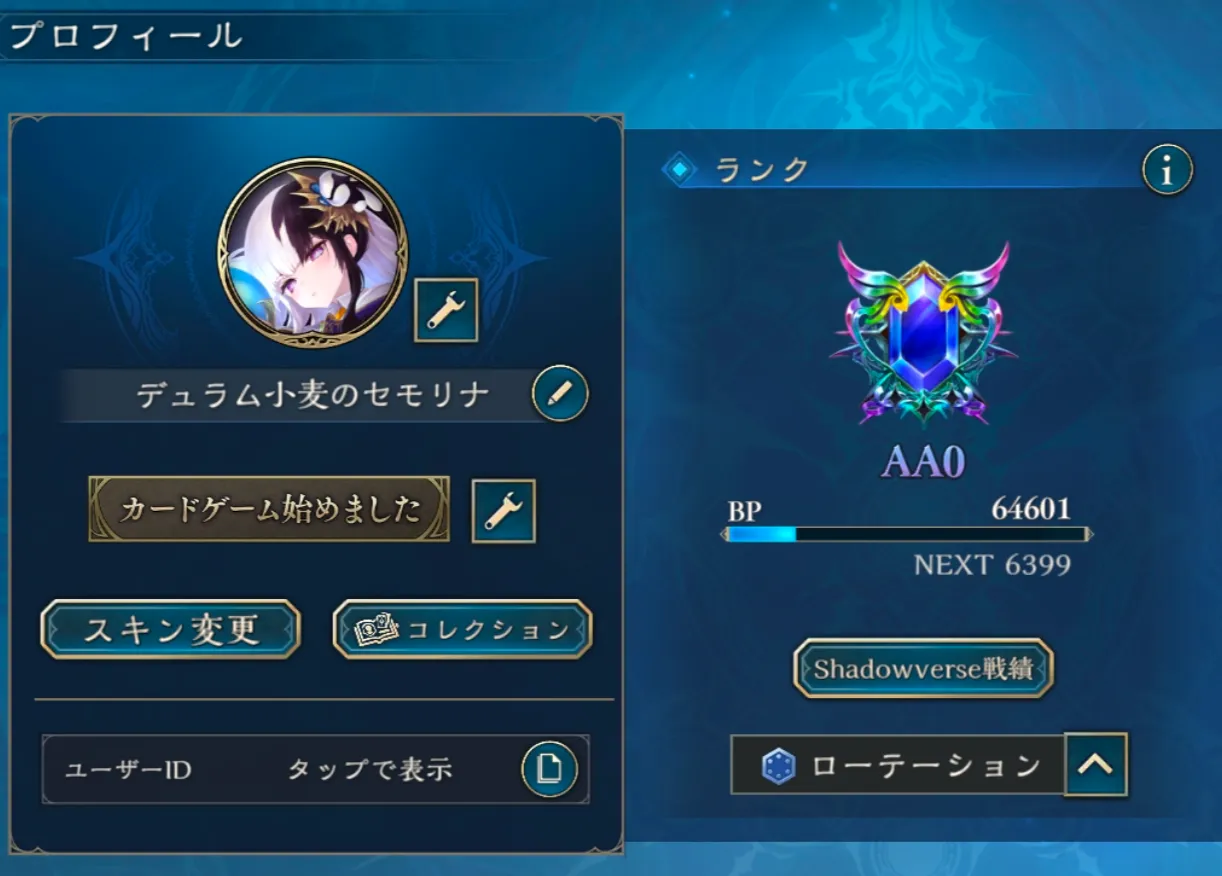 プロフィール
デュラム小麦のセモリナ
カードゲーム始めました
スキン変更
コレクション
ユーザーID タップで表示
ランク
i
AA0
BP 64601
NEXT 6399
Shadowverse戦績
ローテーション